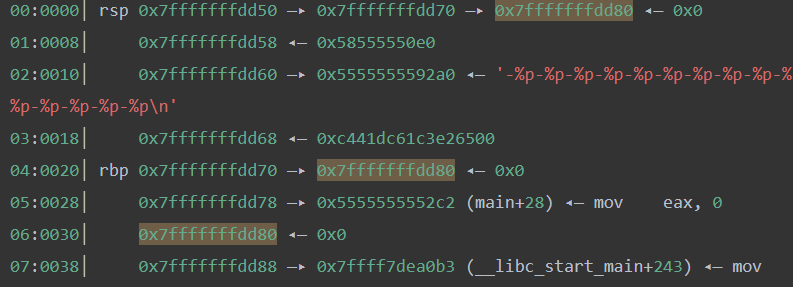 00:0000│ rsp 0x7fffffffdd50 —▸ 0x7fffffffdd70 —▸ 0x7fffffffdd80 ◂— 0x0
01:0008│     0x7fffffffdd58 ◂— 0x58555550e0
02:0010│     0x7fffffffdd60 —▸ 0x5555555592a0 ◂— '-%p-%p-%p-%p-%p-%p-%p-%p-%p-%
%p-%p-%p-%p-%p\n'
03:0018│     0x7fffffffdd68 ◂— 0xc441dc61c3e26500
04:0020│ rbp 0x7fffffffdd70 —▸ 0x7fffffffdd80 ◂— 0x0
05:0028│     0x7fffffffdd78 —▸ 0x5555555552c2 (main+28) ◂— mov    eax, 0
06:0030│     0x7fffffffdd80 ◂— 0x0
07:0038│     0x7fffffffdd88 —▸ 0x7ffff7dea0b3 (__libc_start_main+243) ◂— mov